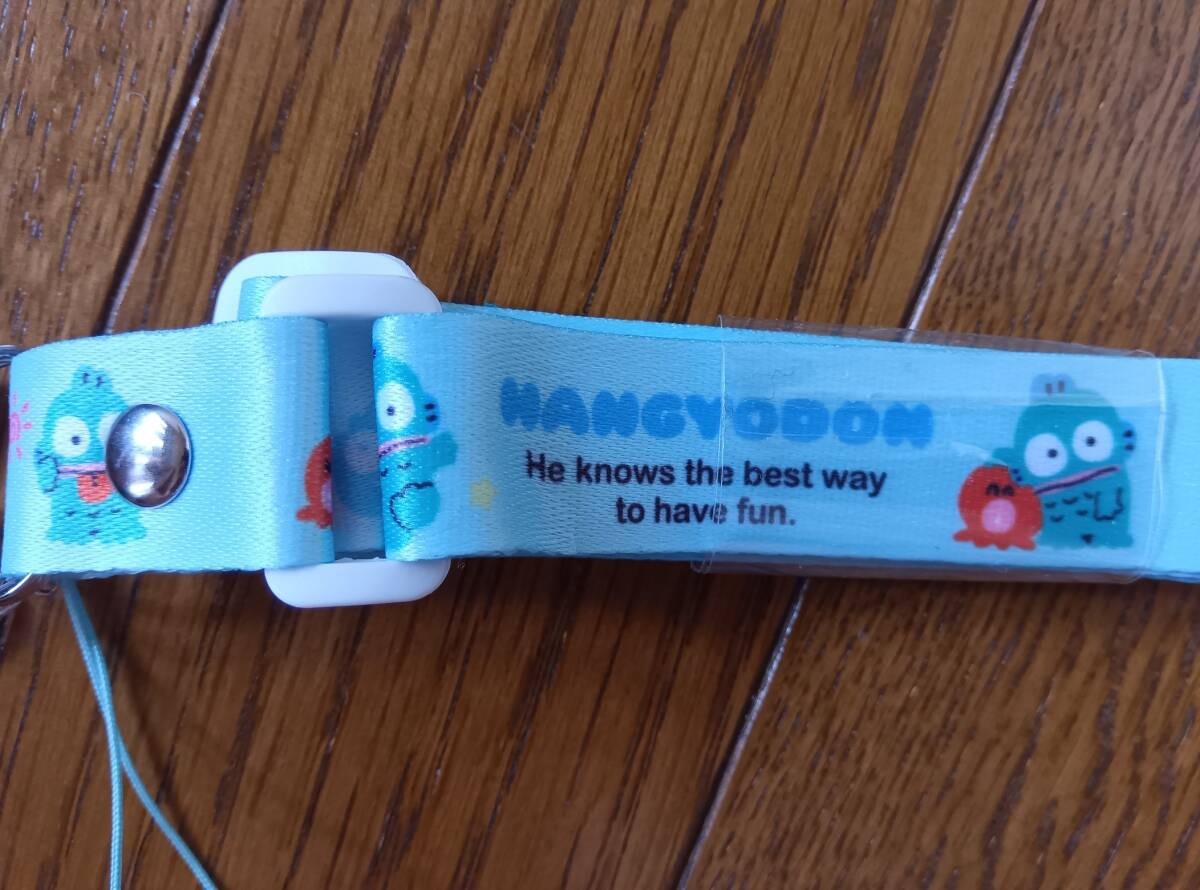 HANGYODON
He knows the best way
to have fun.